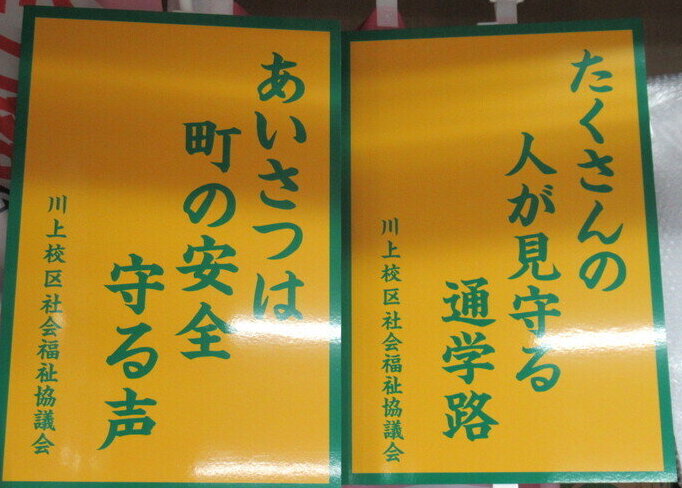 あいさつは
町の安全
守る声
川上校区社会福祉協議会
たくさんの
人が見守る
通学路
川上校区社会福祉協議会